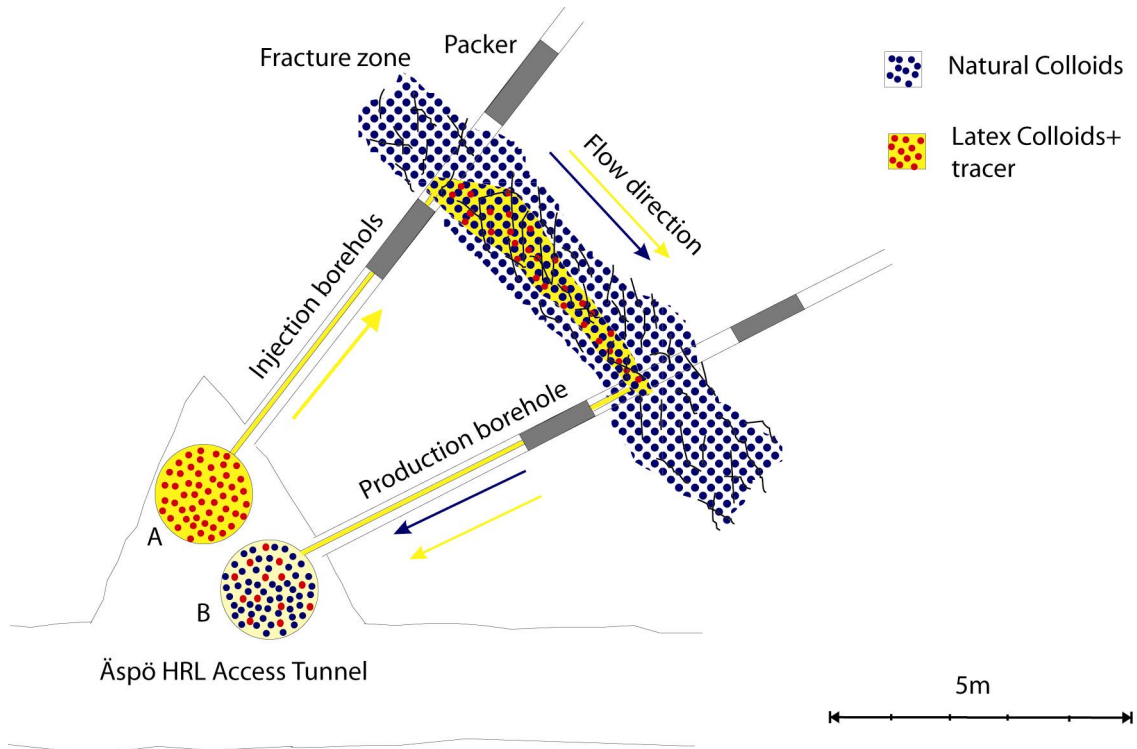 Packer
Fracture zone
Natural Colloids
Latex Colloids+
tracer
Flow direction
Injection borehols
Production borehole
A
B
Äspö HRL Access Tunnel
5m